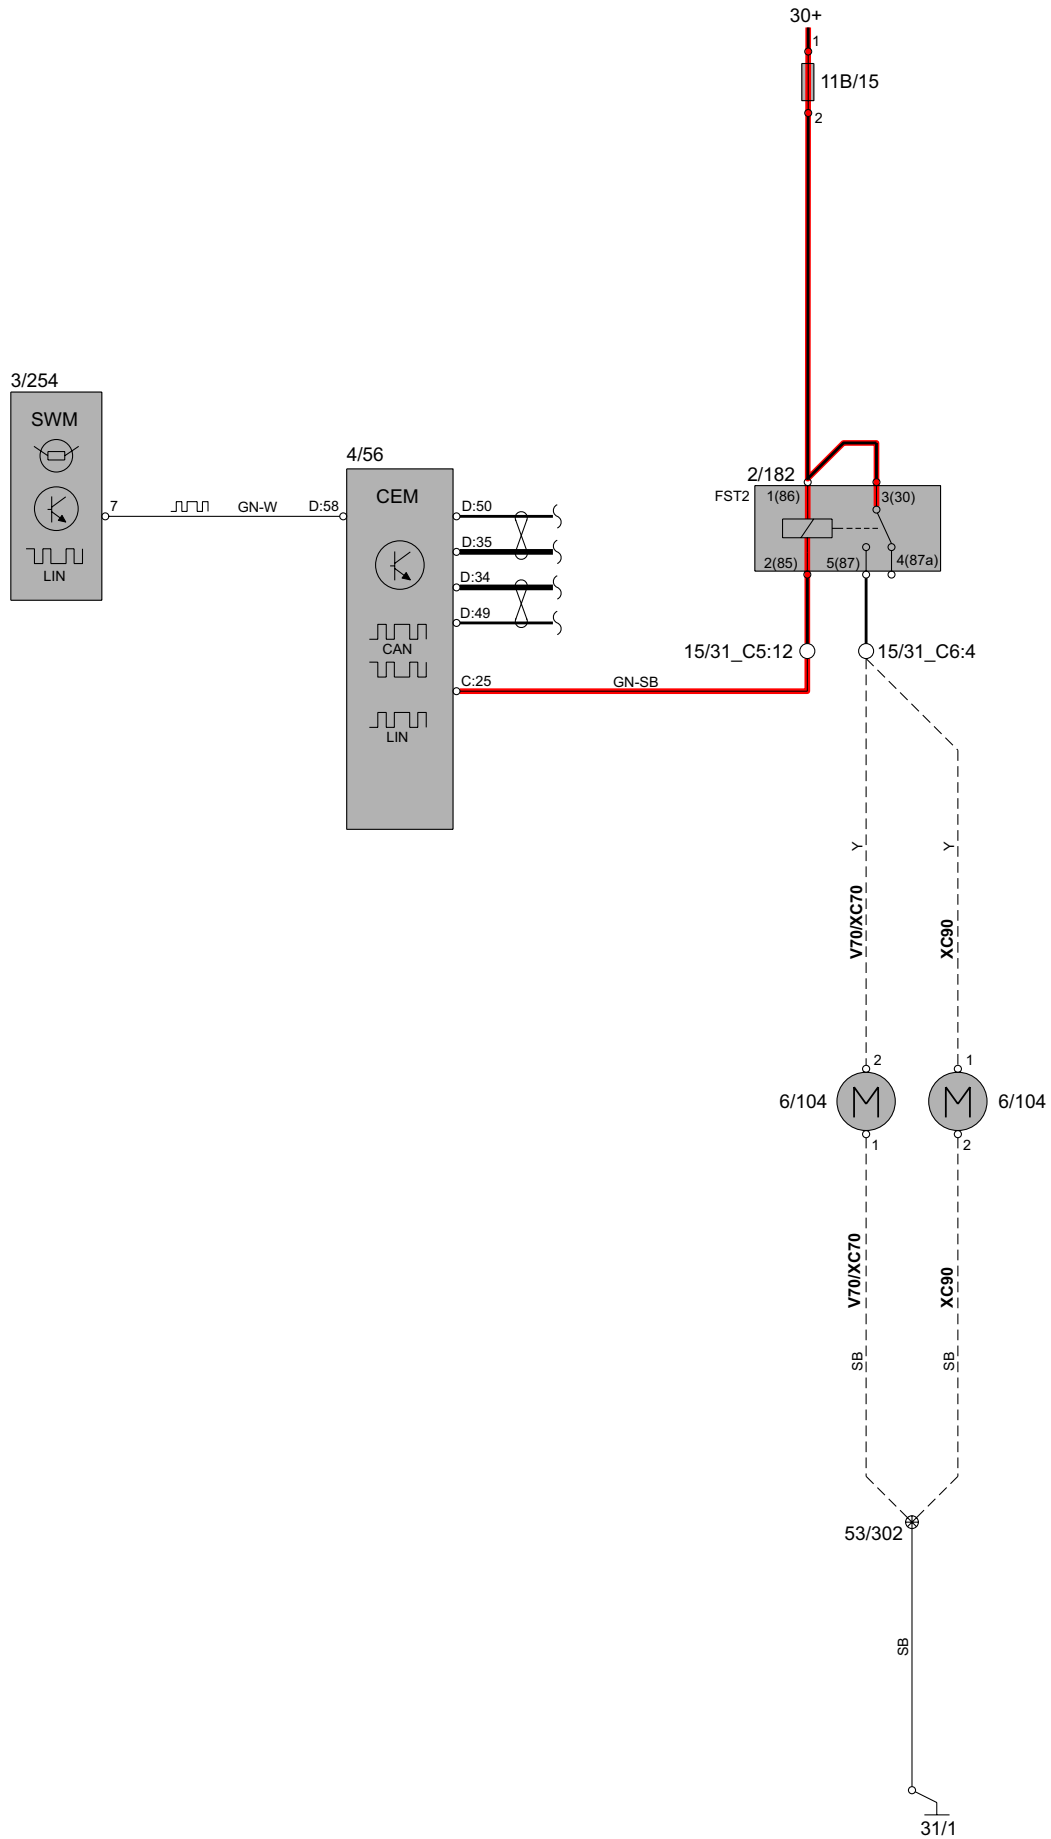 30+
1
11B/15
2
3/254
SWM
LIN
7
GN-W
D:58
4/56
CEM
CAN
LIN
D:50
D:35
D:34
D:49
C:25
GN-SB
2/182
FST2
1(86)
3(30)
2(85)
5(87)
4(87a)
15/31_C5:12
15/31_C6:4
Y
Y
V70/XC70
XC90
2
1
6/104
M
M
6/104
1
2
V70/XC70
XC90
SB
SB
53/302
SB
31/1